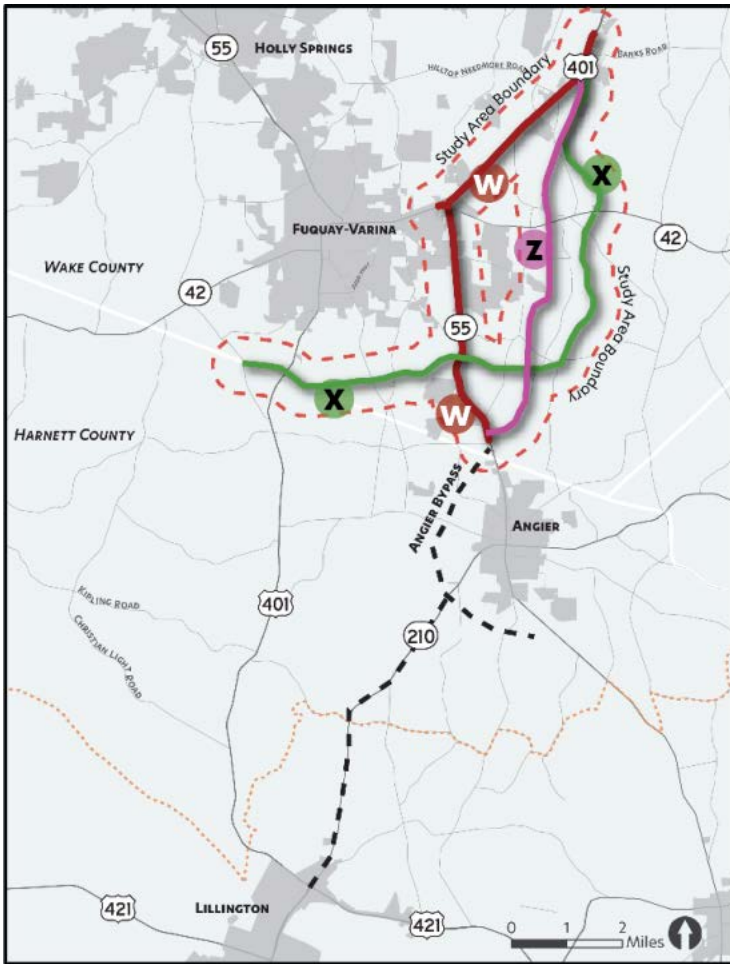 55
HOLLY SPRINGS
HILLTOP NEEDMORE ROAD
BANKS ROAD
401
Study Area Boundary
W
X
FUQUAY-VARINA
Z
42
WAKE COUNTY
42
Study Area Boundary
55
X
W
HARNETT COUNTY
ANGIER BYPASS
ANGIER
KIPLING ROAD
401
CHRISTIAN LIGHT ROAD
210
LILLINGTON
421
421
0 1 2
Miles